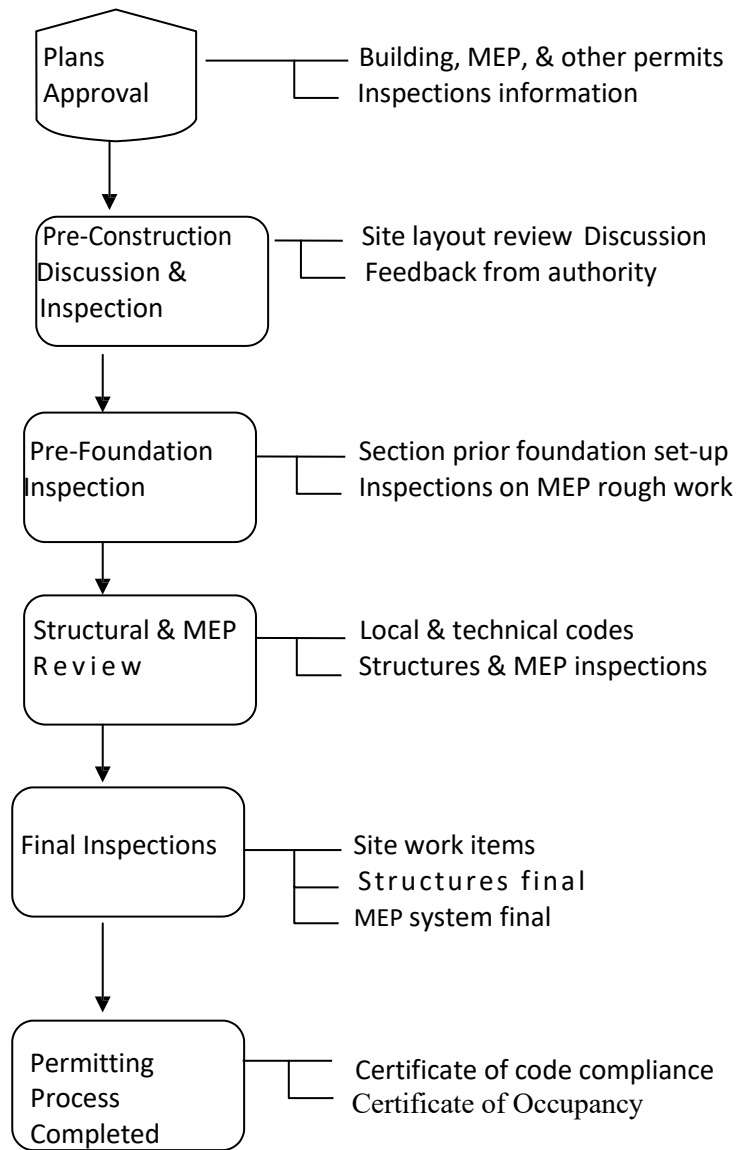 Plans
Approval
Building, MEP, & other permits
Inspections information
Pre-Construction
Discussion &
Inspection
Site layout review Discussion
Feedback from authority
Pre-Foundation
Inspection
Section prior foundation set-up
Inspections on MEP rough work
Structural & MEP
Review
Local & technical codes
Structures & MEP inspections
Final Inspections
Site work items
Structures final
MEP system final
Permitting
Process
Completed
Certificate of code compliance
Certificate of Occupancy